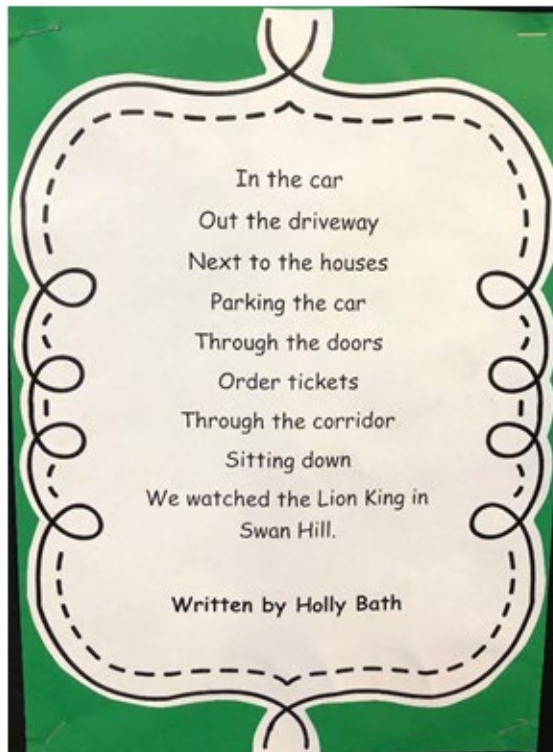 In the car
Out the driveway
Next to the houses
Parking the car
Through the doors
Order tickets
Through the corridor
Sitting down
We watched the Lion King in
Swan Hill.
Written by Holly Bath